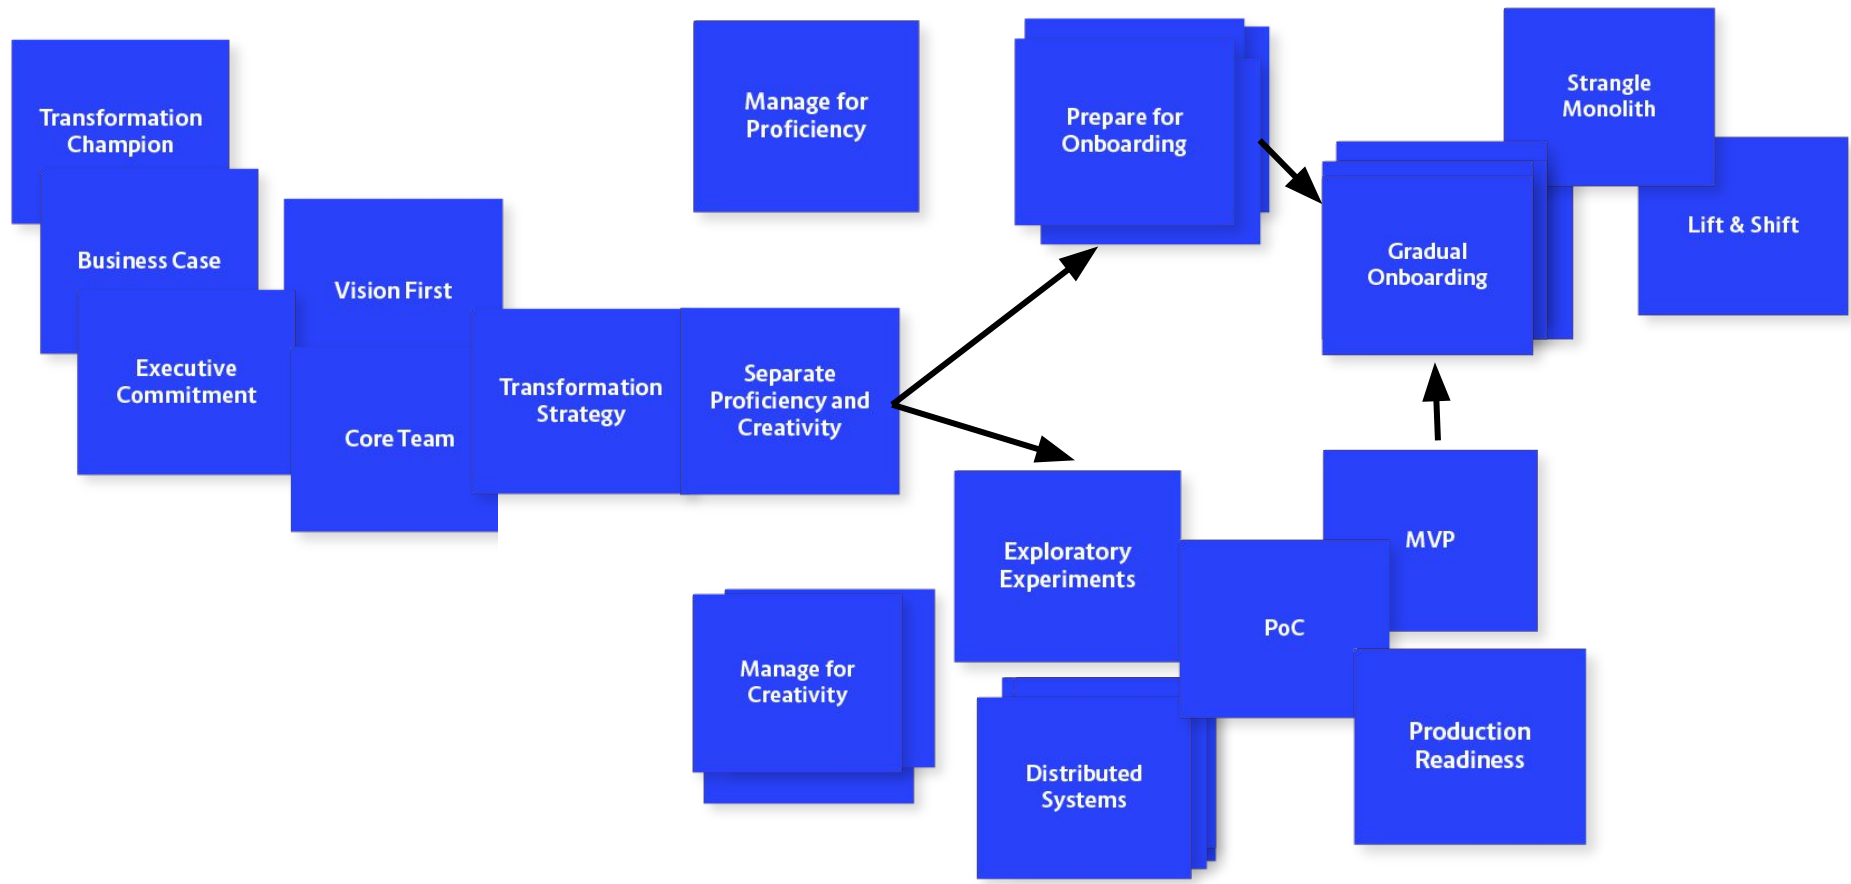 Transformation
Champion
Business Case
Executive
Commitment
Vision First
Core Team
Transformation
Strategy
Separate
Proficiency and
Creativity
Manage for
Proficiency
Manage for
Creativity
Prepare for
Onboarding
Exploratory
Experiments
Distributed
Systems
PoC
MVP
Production
Readiness
Gradual
Onboarding
Strangle
Monolith
Lift & Shift